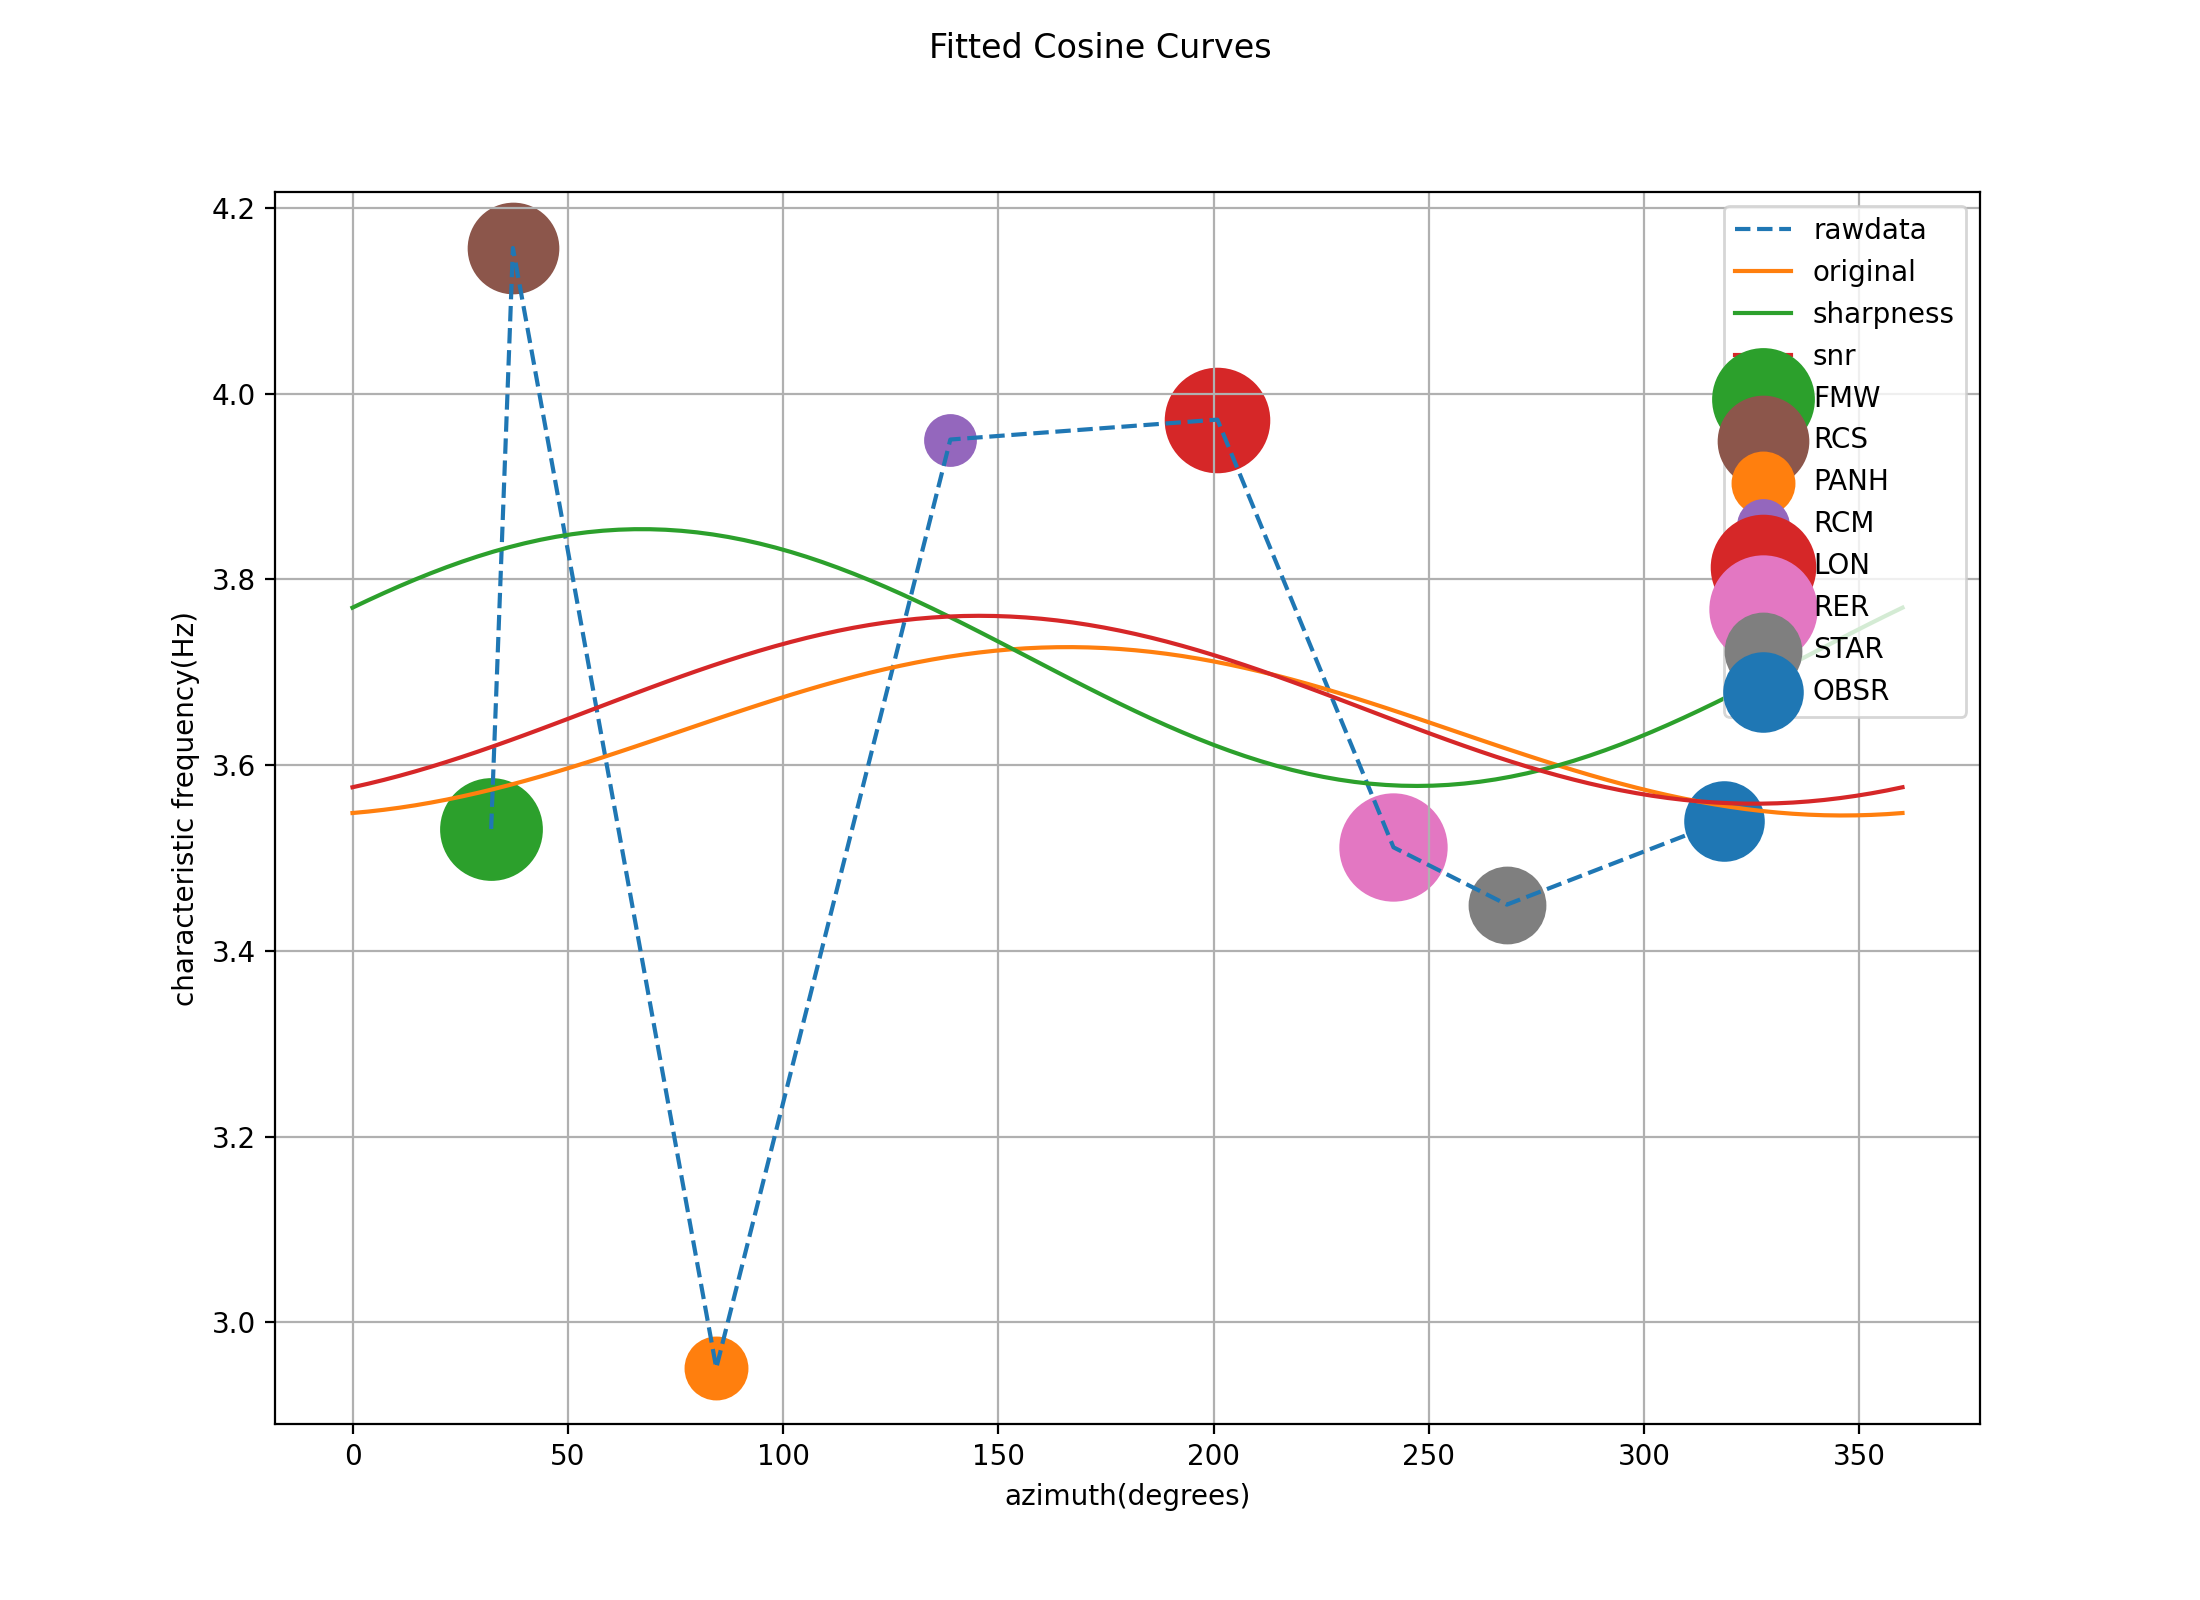 Fitted Cosine Curves
4.2
4.0
3.8
3.6
3.4
3.2
3.0
characteristic frequency(Hz)
rawdata
original
sharpness
snr
FMW
RCS
PANH
RCM
LON
RER
STAR
OBSR
0 50 100 150 200 250 300 350
azimuth(degrees)